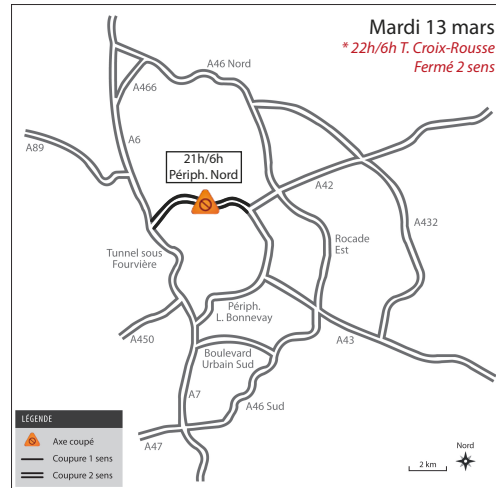 Mardi 13 mars
* 22h/6h T. Croix-Rousse
Fermé 2 sens
A46 Nord
A466
A6
A89
21h/6h
Périph. Nord
A42
A432
Rocade
Est
Tunnel sous
Fourvière
Périph.
L. Bonnevay
A450
A43
Boulevard
Urbain Sud
A7
A46 Sud
A47
LÉGENDE
Axe coupé
Coupure 1 sens
Coupure 2 sens
Nord
2 km